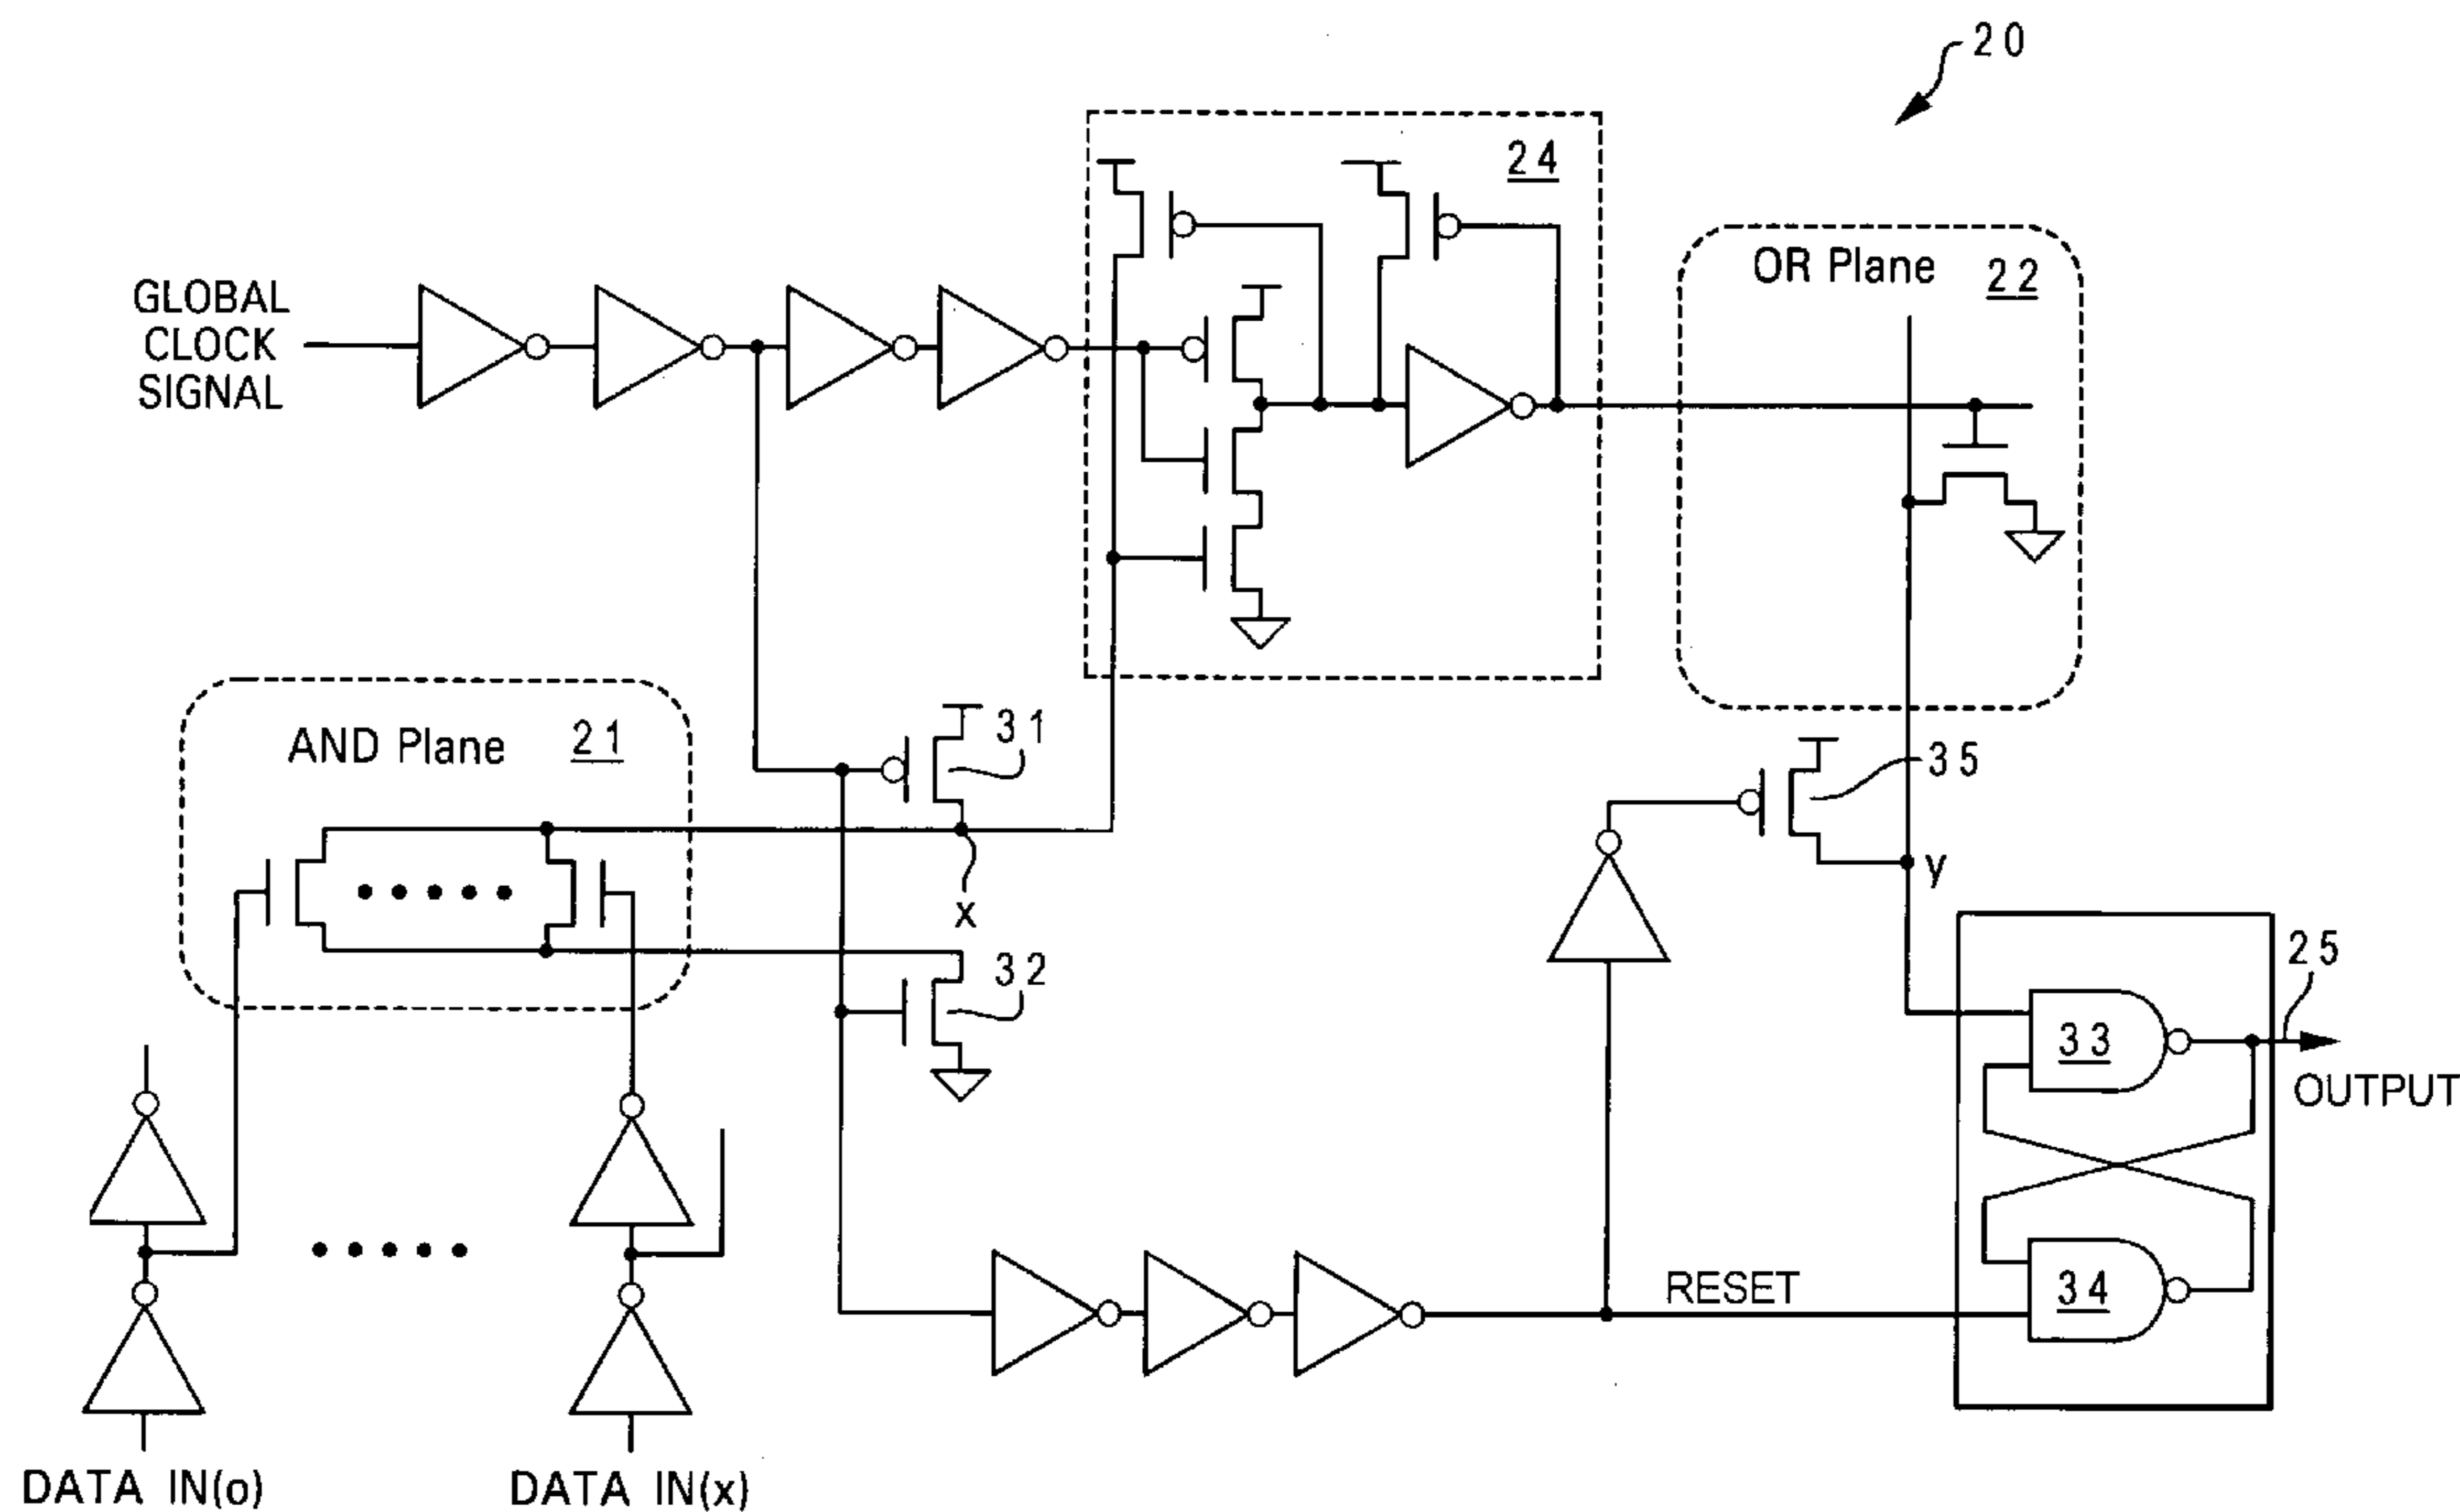 20
24
OR Plane 22
GLOBAL
CLOCK
SIGNAL
AND Plane 21
31
35
x
y
32
25
33
OUTPUT
RESET
34
DATA IN(o)
DATA IN(x)